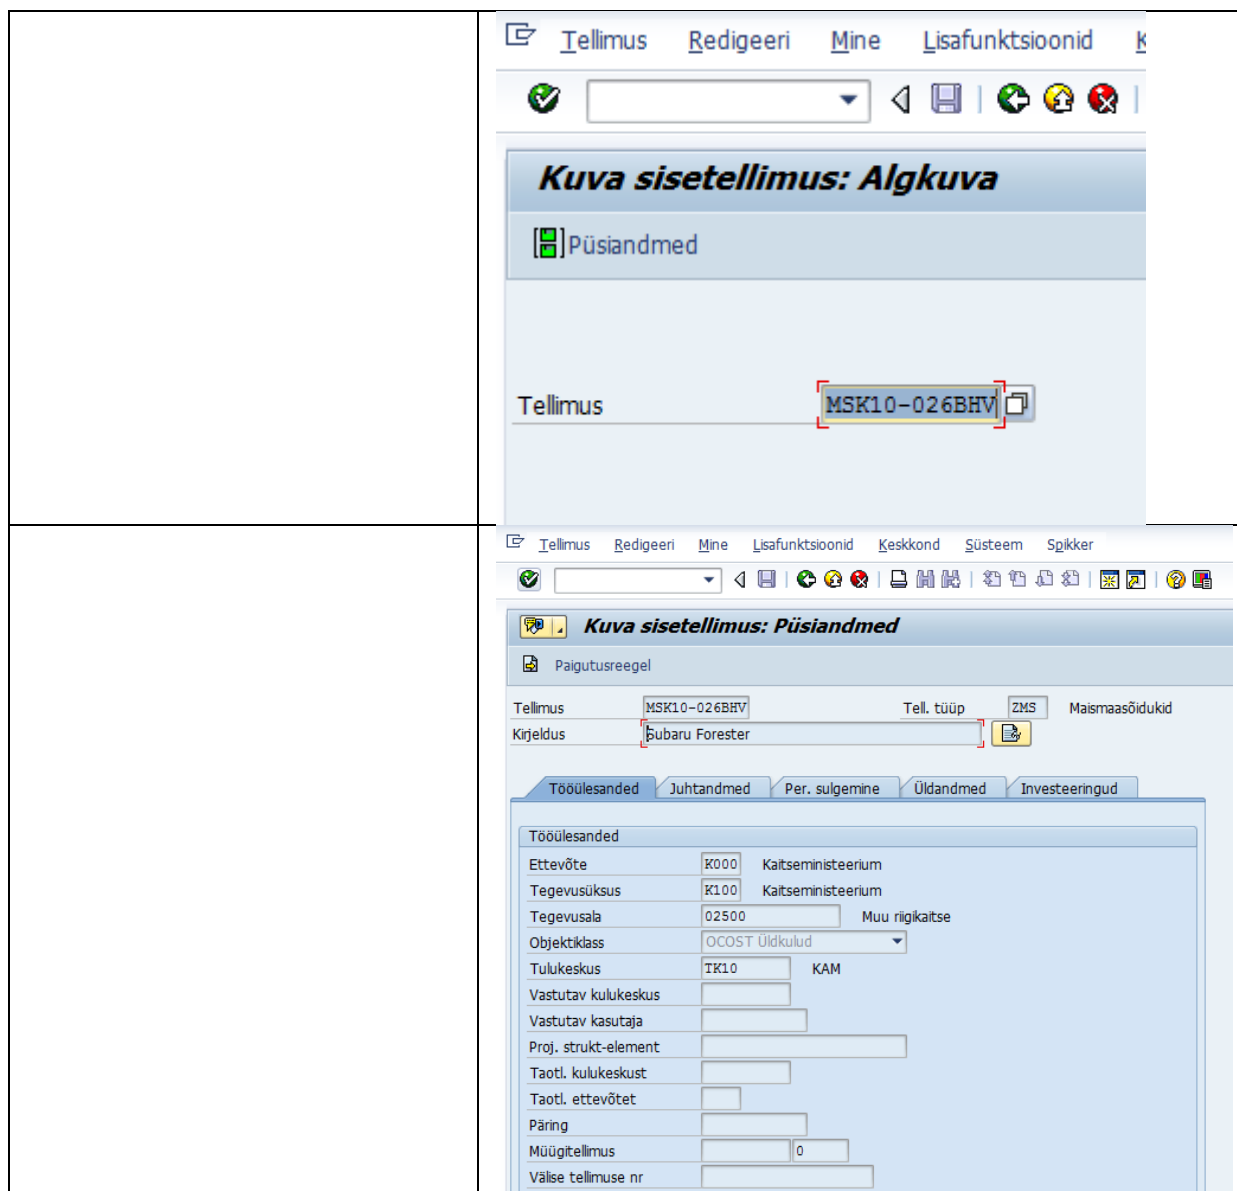 Tellimus Redigeeri Mine Lisafunktsioonid
Kuva sisetellimus: Algkuva
Püsiandmed
Tellimus MSK10-026BHV
Tellimus Redigeeri Mine Lisafunktsioonid Keskkond Süsteem Spikker
Kuva sisetellimus: Püsiandmed
Paigutusreegel
Tellimus MSK10-026BHV Tell. tüüp ZMS Maismaasõidukid
Kirjeldus Subaru Forester
Tööülesanded Juhtandmed Per. sulgemine Üldandmed Investeeringud
Tööülesanded
Ettevõte K000 Kaitseministeerium
Tegevusüksus K100 Kaitseministeerium
Tegevusala 02500 Muu riigikaitse
Objektiklass OCOST Üldkulud
Tulukeskus TK10 KAM
Vastutav kulukeskus
Vastutav kasutaja
Proj. strukt-element
Taotl. kulukeskust
Taotl. ettevõtet
Päring
Müügitellimus 0
Välise tellimuse nr